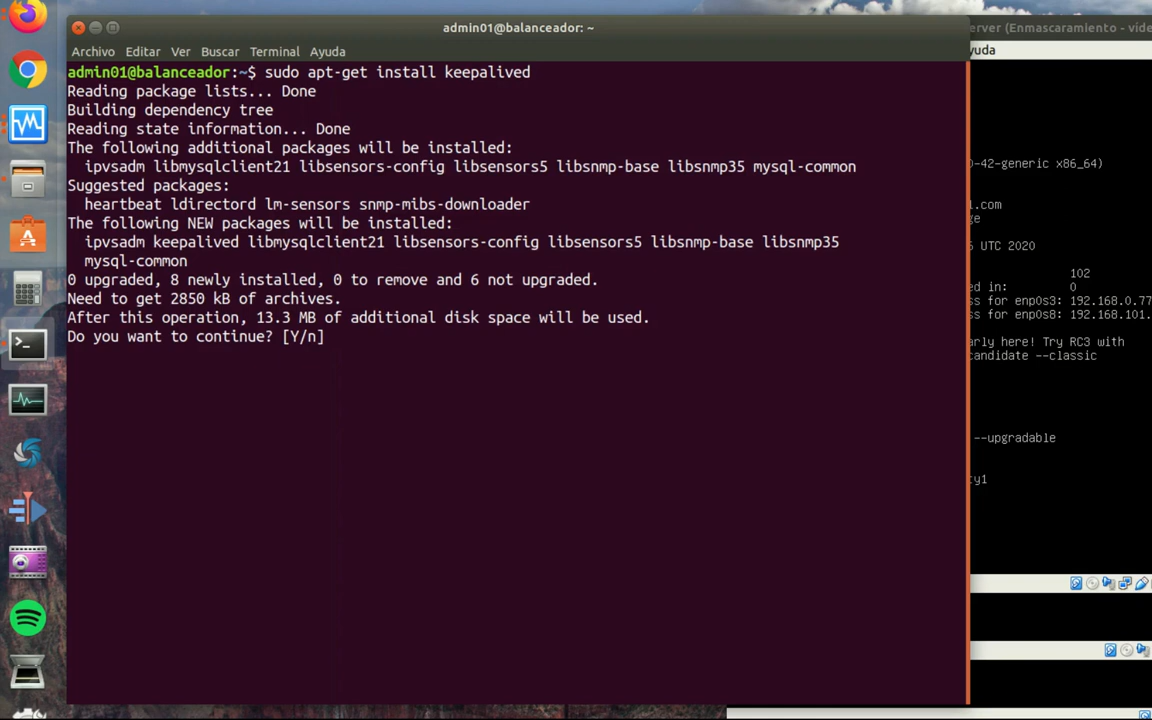 admin01@balanceador: ~
Archivo Editar Ver Buscar Terminal Ayuda
admin01@balanceador:~$ sudo apt-get install keepalived
Reading package lists... Done
Building dependency tree
Reading state information... Done
The following additional packages will be installed:
ipvsadm libmysqlclient21 libsensors-config libsensors5 libsnmp-base libsnmp35 mysql-common
Suggested packages:
heartbeat ldirectord lm-sensors snmp-mibs-downloader
The following NEW packages will be installed:
ipvsadm keepalived libmysqlclient21 libsensors-config libsensors5 libsnmp-base libsnmp35
mysql-common
0 upgraded, 8 newly installed, 0 to remove and 6 not upgraded.
Need to get 2850 kB of archives.
After this operation, 13.3 MB of additional disk space will be used.
Do you want to continue? [Y/n]
erver (Enmascaramiento - vide
yuda
0-42-generic x86_64)
l.com
ge
6 UTC 2020
102
ed in: 0
ss for enp0s3: 192.168.0.77
ss for enp0s8: 192.168.101.
arly here! Try RC3 with
candidate --classic
--upgradable
ty1